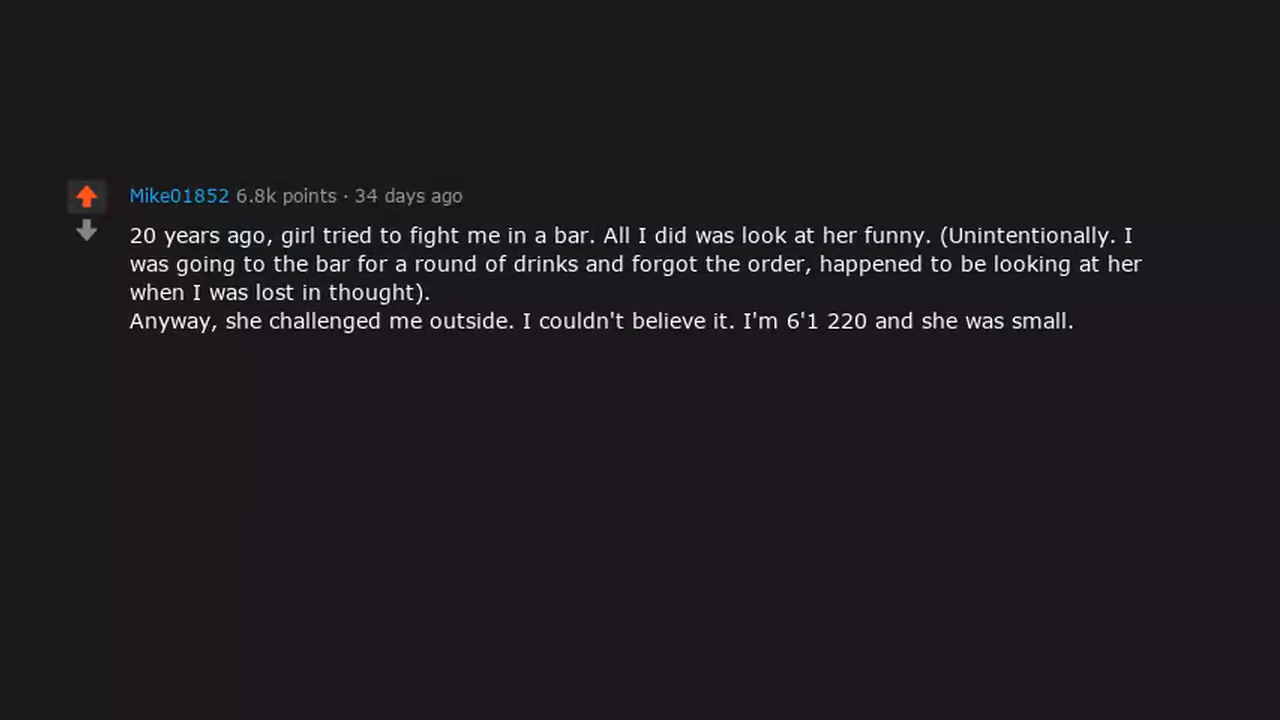 Mike01852 6.8k points · 34 days ago
20 years ago, girl tried to fight me in a bar. All I did was look at her funny. (Unintentionally. I
was going to the bar for a round of drinks and forgot the order, happened to be looking at her
when I was lost in thought).
Anyway, she challenged me outside. I couldn't believe it. I'm 6'1 220 and she was small.